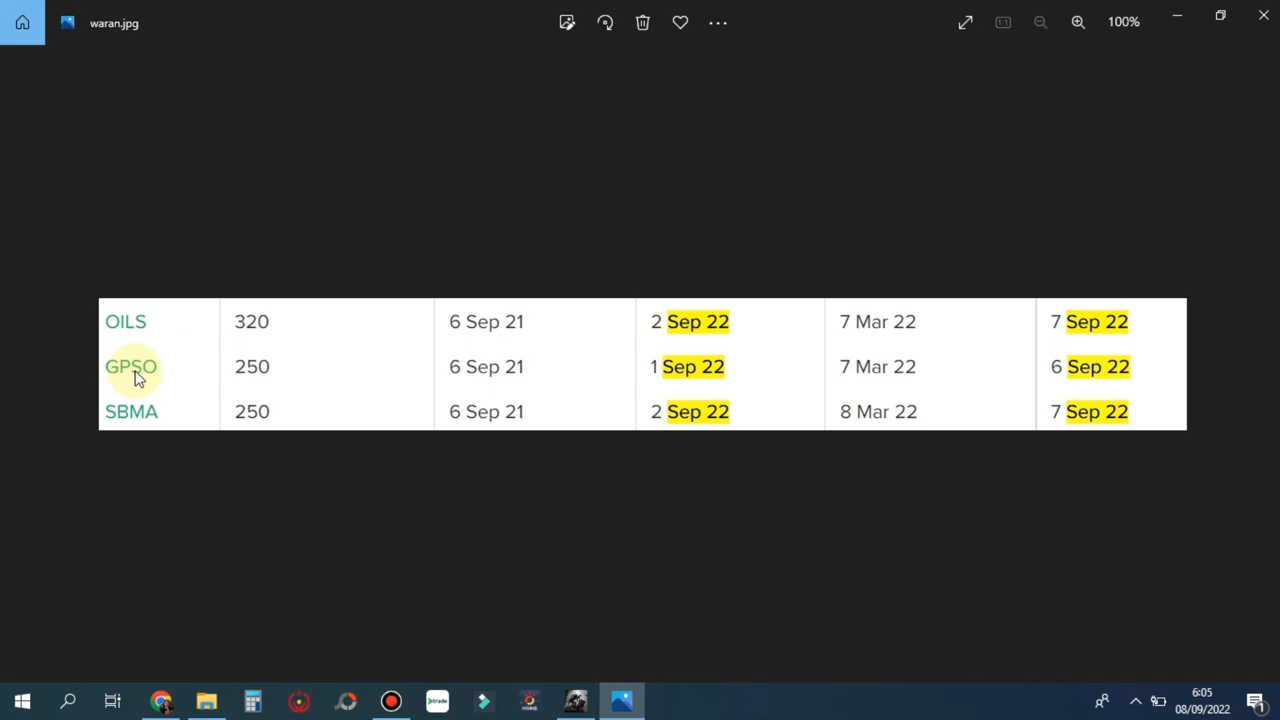 waran.jpg
100%
OILS 320 6 Sep 21 2 Sep 22 7 Mar 22 7 Sep 22
GPSO 250 6 Sep 21 1 Sep 22 7 Mar 22 6 Sep 22
SBMA 250 6 Sep 21 2 Sep 22 8 Mar 22 7 Sep 22
6:05
08/09/2022